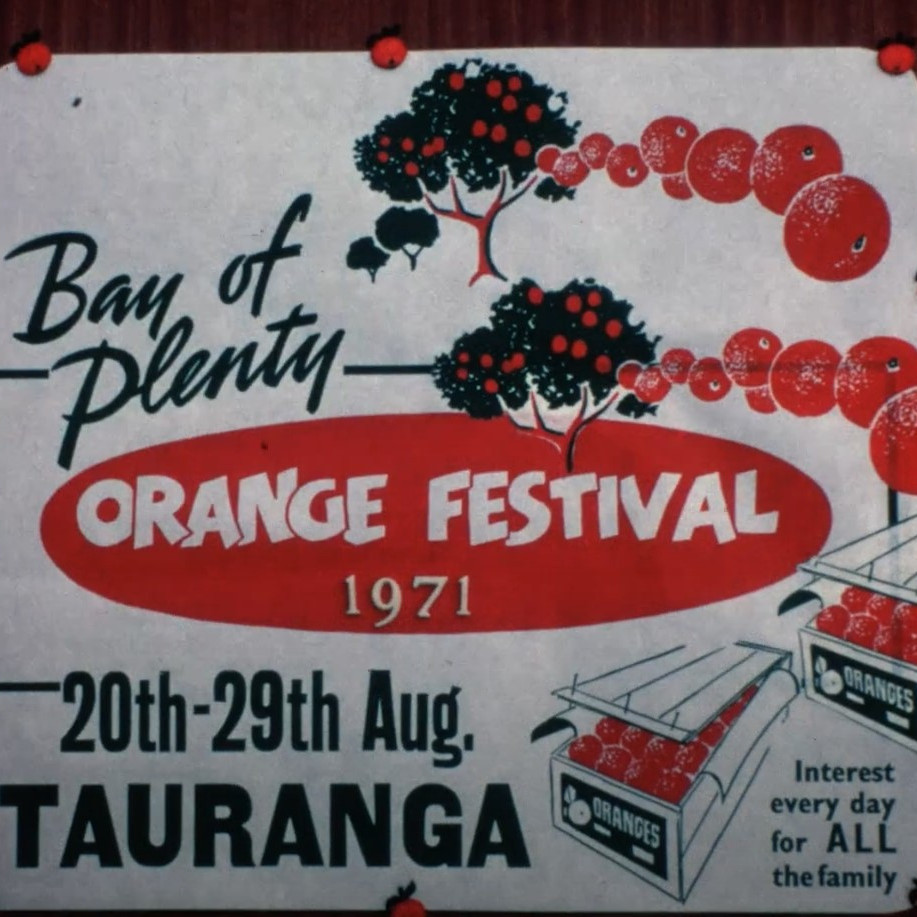 Bay of
Plenty
ORANGE FESTIVAL
1971
20th-29th Aug.
TAURANGA
ORANGES
ORANGES
Interest
every day
for ALL
the family